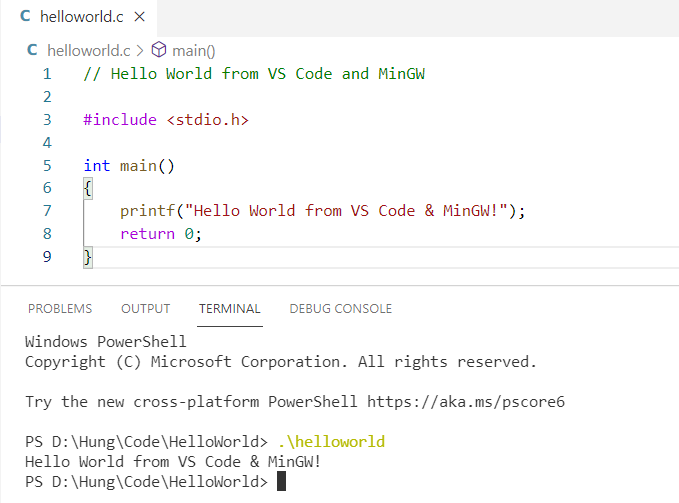 C helloworld.c ×
C helloworld.c > main()
1 // Hello World from VS Code and MinGW
2
3 #include <stdio.h>
4
5 int main()
6 {
7     printf("Hello World from VS Code & MinGW!");
8     return 0;
9 }
PROBLEMS OUTPUT TERMINAL DEBUG CONSOLE
Windows PowerShell
Copyright (C) Microsoft Corporation. All rights reserved.
Try the new cross-platform PowerShell https://aka.ms/pscore6
PS D:\Hung\Code\HelloWorld> .\helloworld
Hello World from VS Code & MinGW!
PS D:\Hung\Code\HelloWorld>